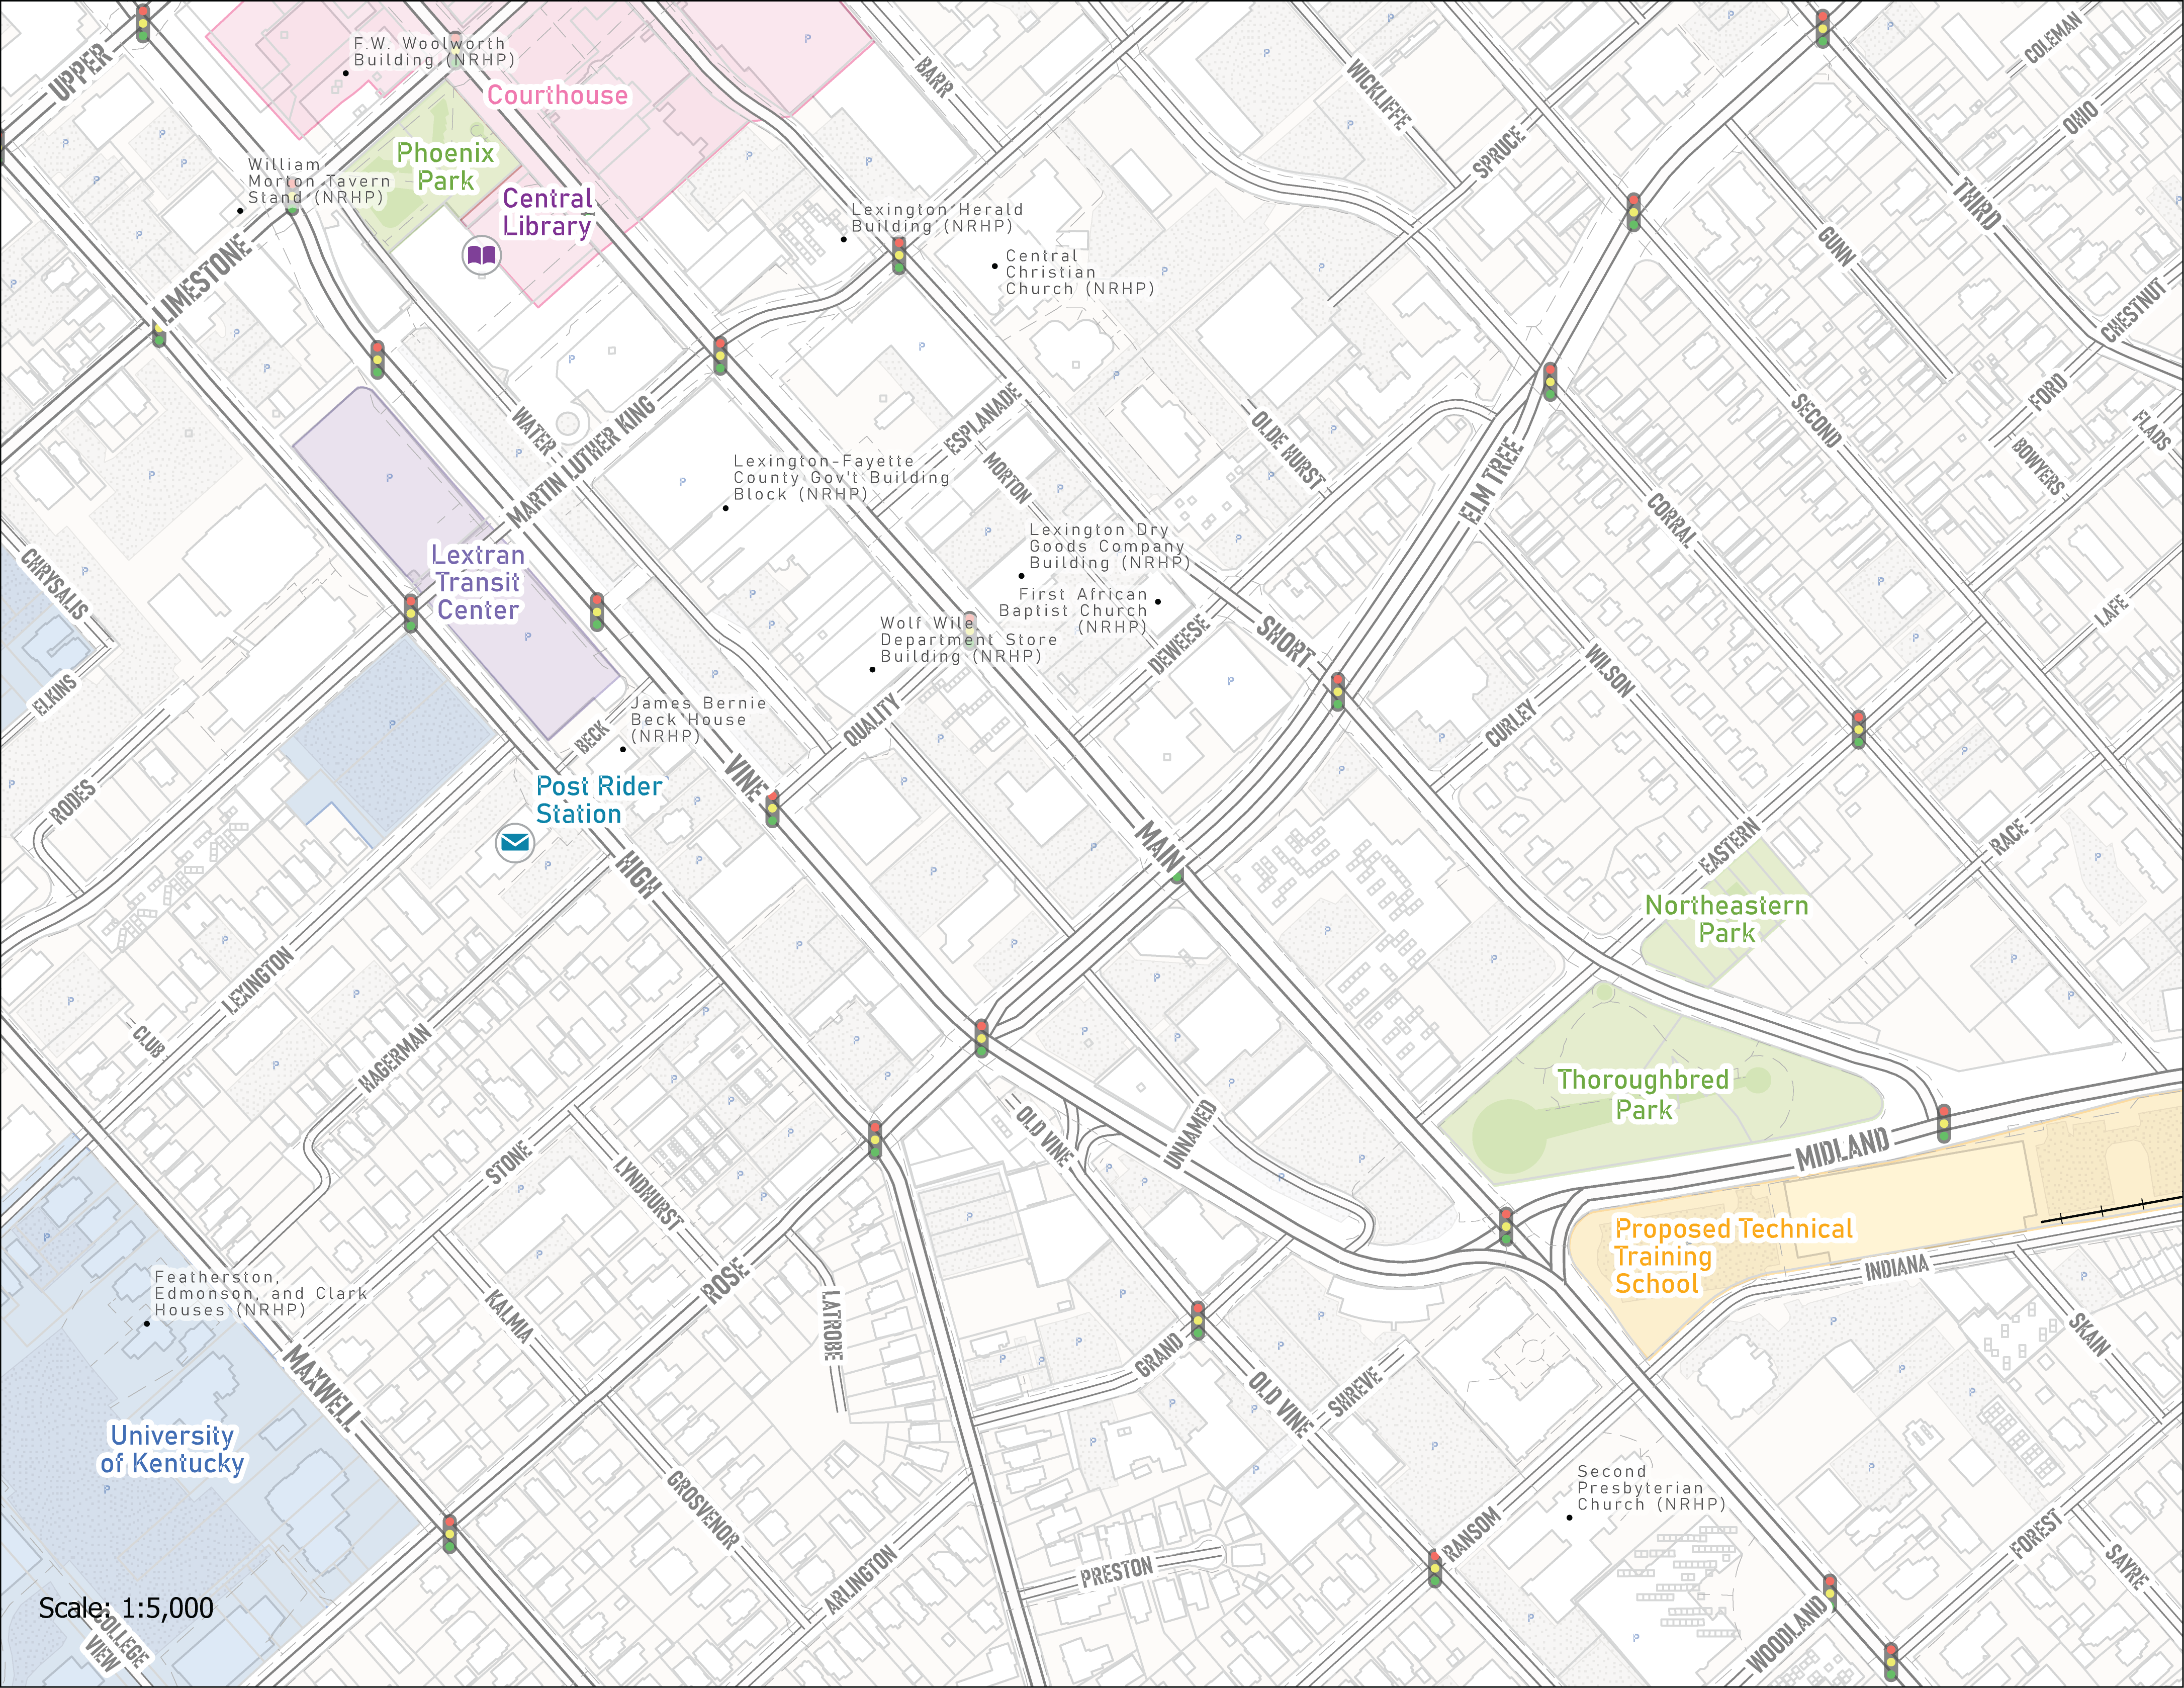 UPPER
F.W. Woolworth
Building (NRHP)
Courthouse
BARR
WICKLIFFE
COLEMAN
OHIO
SPRUCE
Phoenix
Park
William
Morton Tavern
Stand (NRHP)
Central
Library
Lexington Herald
Building (NRHP)
Central
Christian
Church (NRHP)
THIRD
GUNN
CHESTNUT
LIMESTONE
WATER
MARTIN LUTHER KING
ESPLANADE
MORTON
OLDE HURST
ELM TREE
SECOND
FORD
FLADS
BOWYERS
CORRAL
Lexington-Fayette
County Gov't Building
Block (NRHP)
Lexington Dry
Goods Company
Building (NRHP)
First African
Baptist Church
(NRHP)
Lextran
Transit
Center
CHRYSALIS
ELKINS
Wolf Wile
Department Store
Building (NRHP)
DEWEESE
SHORT
WILSON
CURLEY
LAFE
James Bernie
Beck House
(NRHP)
BECK
QUALITY
VINE
RODES
Post Rider
Station
HIGH
MAIN
EASTERN
RACE
Northeastern
Park
LEXINGTON
CLUB
HAGERMAN
Thoroughbred
Park
OLD VINE
UNNAMED
MIDLAND
STONE
LYNDHURST
Proposed Technical
Training
School
INDIANA
Featherston,
Edmonson, and Clark
Houses (NRHP)
KALMIA
ROSE
LATROBE
GRAND
SKAIN
MAXWELL
OLD VINE
SHREVE
University
of Kentucky
Second
Presbyterian
Church (NRHP)
GROSVENOR
ARLINGTON
PRESTON
RANSOM
FOREST
SAYRE
WOODLAND
Scale: 1:5,000
COLLEGE
VIEW